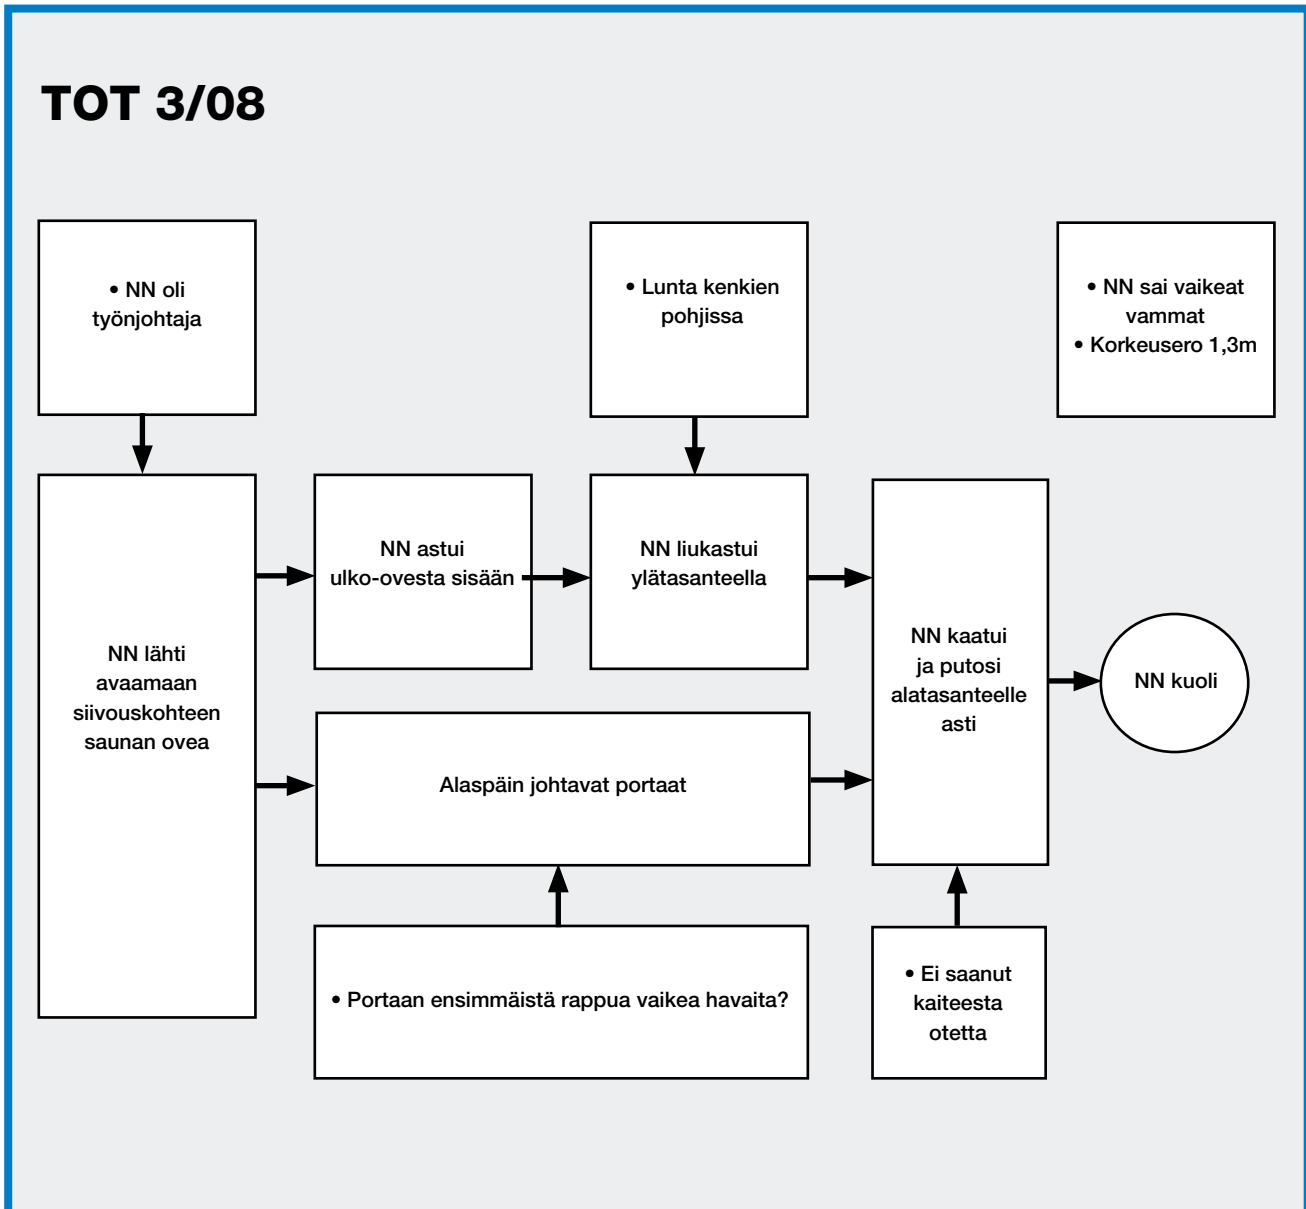 TOT 3/08
• NN oli
työnjohtaja
• Lunta kenkien
pohjissa
• NN sai vaikeat
vammat
• Korkeusero 1,3m
NN lähti
avaamaan
siivouskohteen
saunan ovea
NN astui
ulko-ovesta sisään
NN liukastui
ylätasanteella
NN kaatui
ja putosi
alatasanteelle
asti
NN kuoli
Alaspäin johtavat portaat
• Portaan ensimmäistä rappua vaikea havaita?
• Ei saanut
kaiteesta
otetta